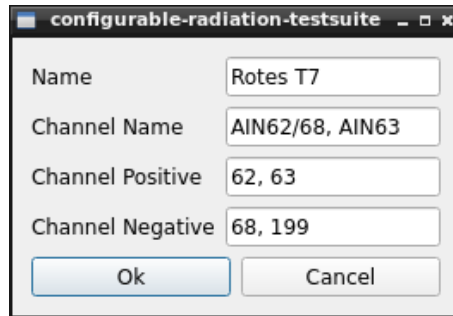 configurable-radiation-testsuite
Name Rotes T7
Channel Name AIN62/68, AIN63
Channel Positive 62, 63
Channel Negative 68, 199
Ok Cancel